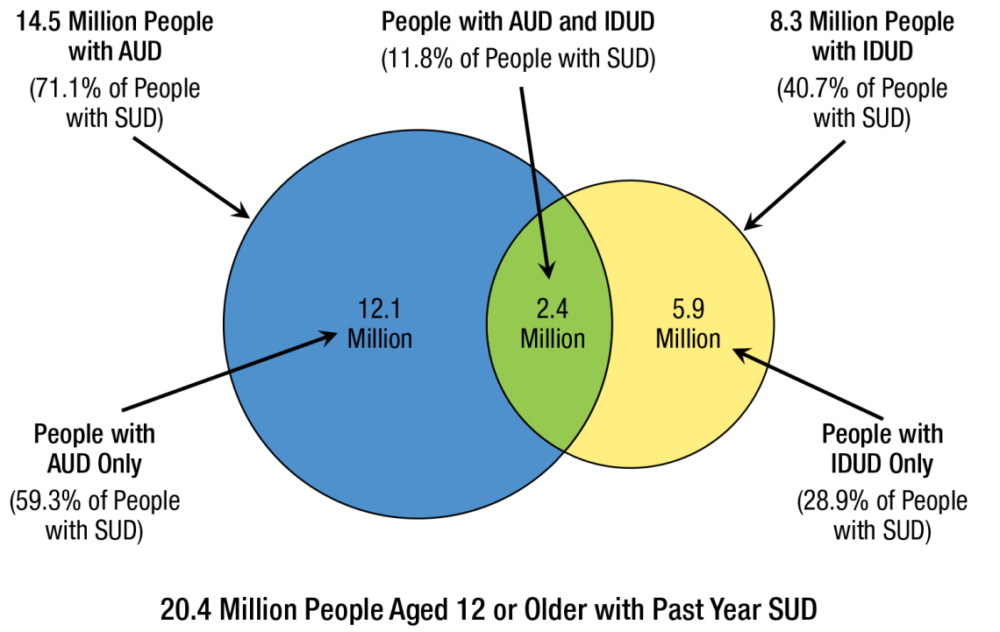 14.5 Million People
with AUD
(71.1% of People
with SUD)
People with AUD and IDUD
(11.8% of People with SUD)
8.3 Million People
with IDUD
(40.7% of People
with SUD)
12.1
Million
2.4
Million
5.9
Million
People with
AUD Only
(59.3% of People
with SUD)
People with
IDUD Only
(28.9% of People
with SUD)
20.4 Million People Aged 12 or Older with Past Year SUD